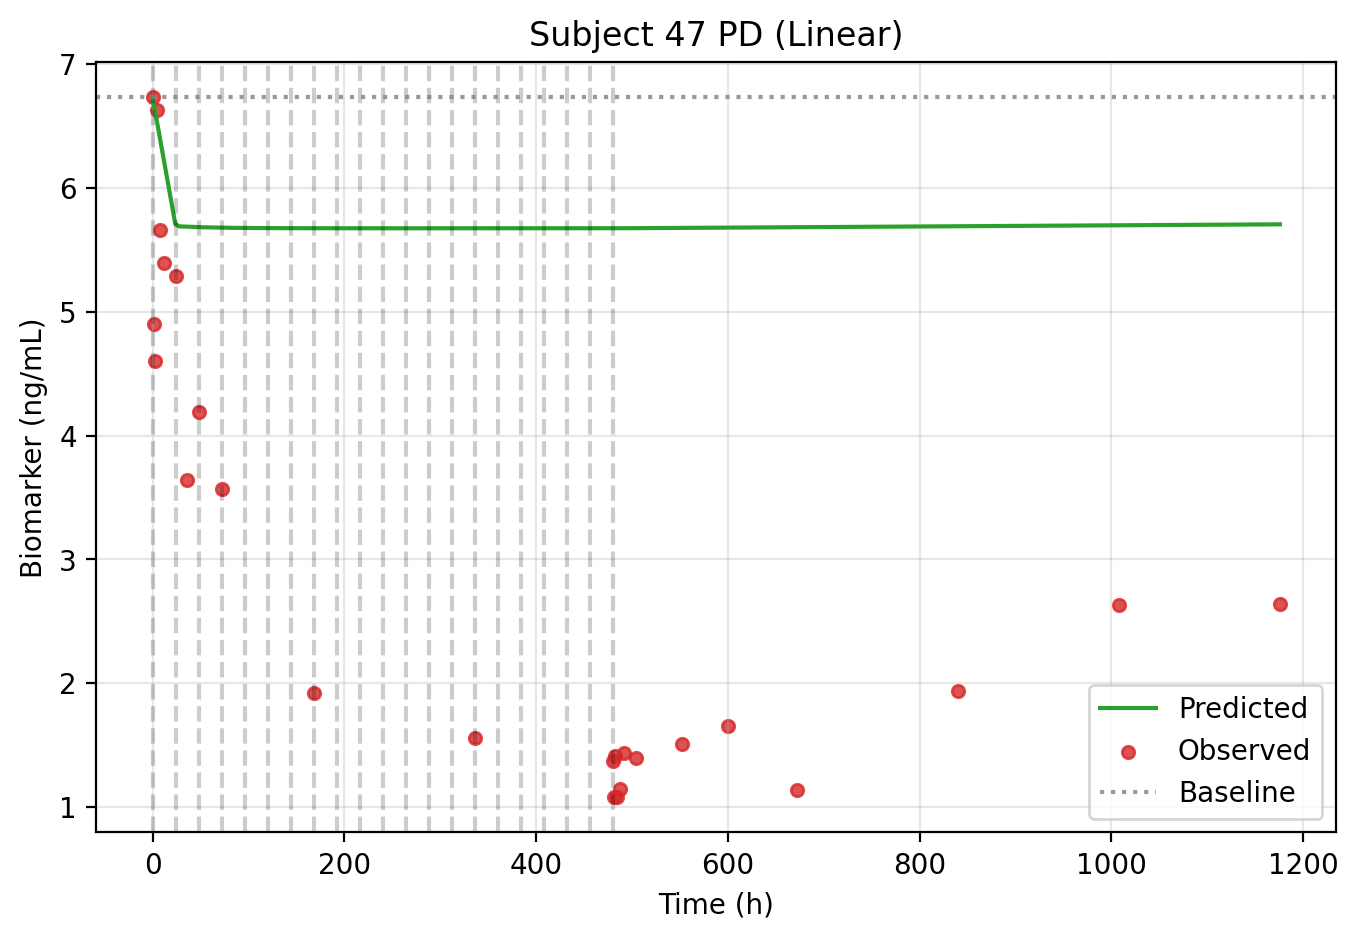 Subject 47 PD (Linear)
Biomarker (ng/mL)
7
6
5
4
3
2
1
0
200
400
600
800
1000
1200
Time (h)
Predicted
Observed
Baseline